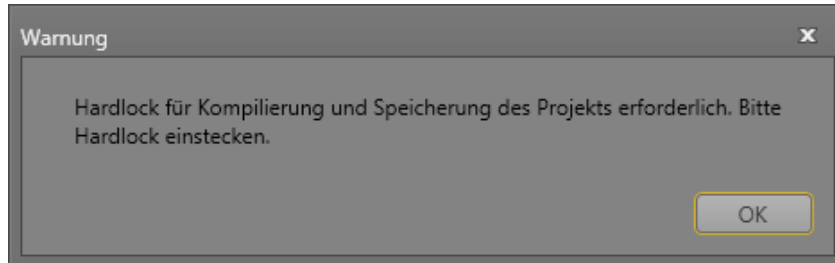 Warnung
Hardlock für Kompilierung und Speicherung des Projekts erforderlich. Bitte
Hardlock einstecken.
OK